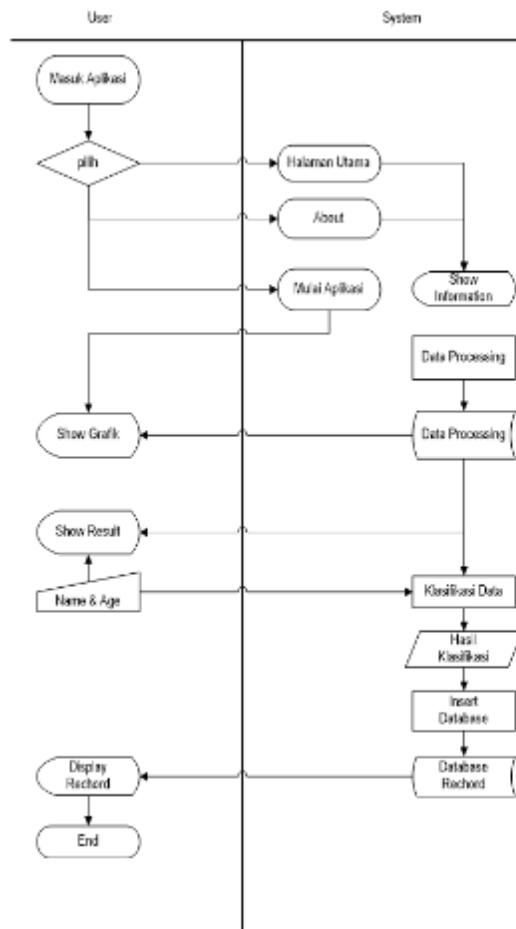 User
System
Masuk Aplikasi
pilih
Halaman Utama
About
Mulai Aplikasi
Show
Information
Data Processing
Show Grafik
Data Processing
Show Result
Name & Age
Klasifikasi Data
Hasil
Klasifikasi
Insert
Database
Display
Rechord
Database
Rechord
End